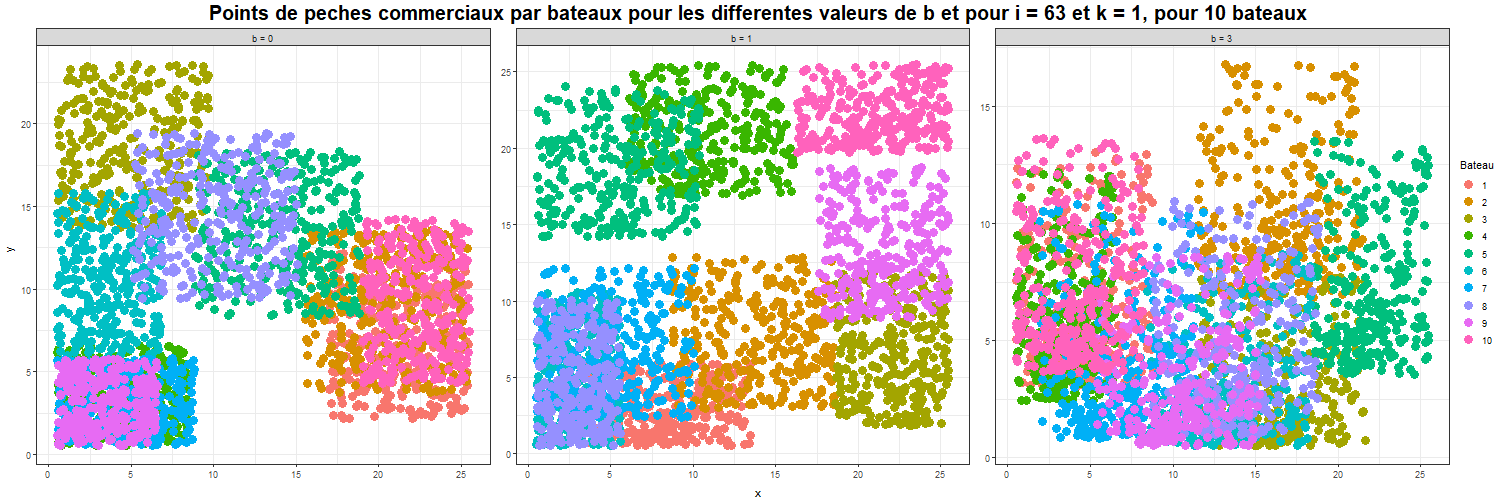 Points de peches commerciaux par bateaux pour les differentes valeurs de b et pour i = 63 et k = 1, pour 10 bateaux
b = 0
b = 1
b = 3
y
20
15
10
5
0
0 5 10 15 20 25
25
20
15
10
5
0
0 5 10 15 20 25
15
10
5
0
0 5 10 15 20 25
x
Bateau
1
2
3
4
5
6
7
8
9
10